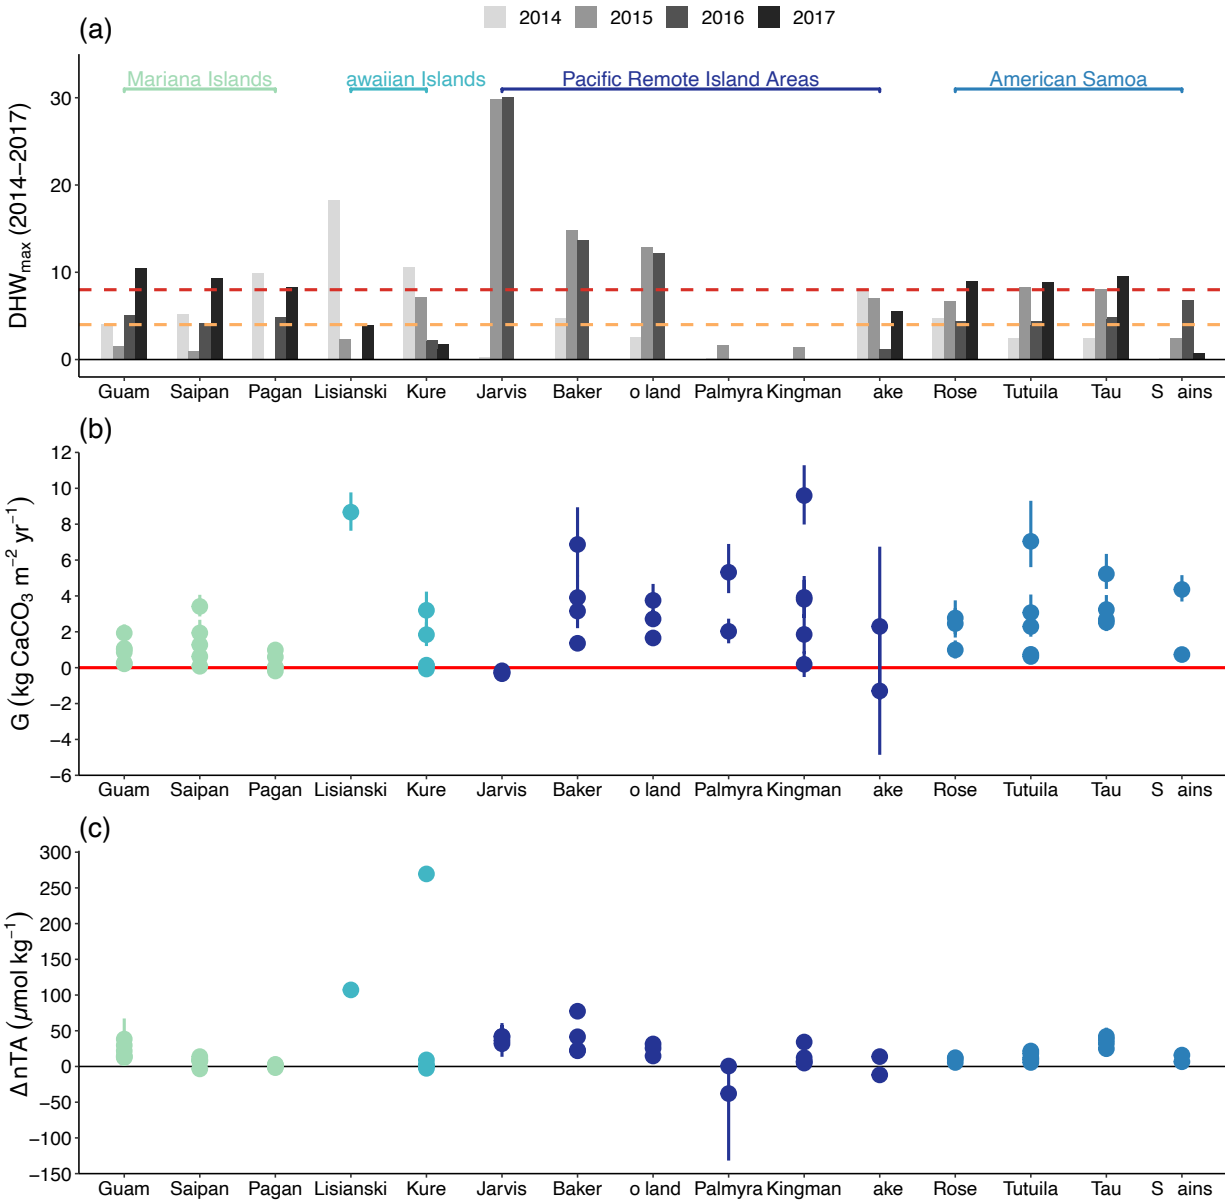 (a)
2014 2015 2016 2017
Mariana Islands awaiian Islands Pacific Remote Island Areas American Samoa
DHWmax (2014–2017)
30
20
10
0
Guam Saipan Pagan Lisianski Kure Jarvis Baker o land Palmyra Kingman ake Rose Tutuila Tau S ains
(b)
G (kg CaCO3 m−2 yr−1)
12
10
8
6
4
2
0
−2
−4
−6
Guam Saipan Pagan Lisianski Kure Jarvis Baker o land Palmyra Kingman ake Rose Tutuila Tau S ains
(c)
ΔnTA (μmol kg−1)
300
250
200
150
100
50
0
−50
−100
−150
Guam Saipan Pagan Lisianski Kure Jarvis Baker o land Palmyra Kingman ake Rose Tutuila Tau S ains